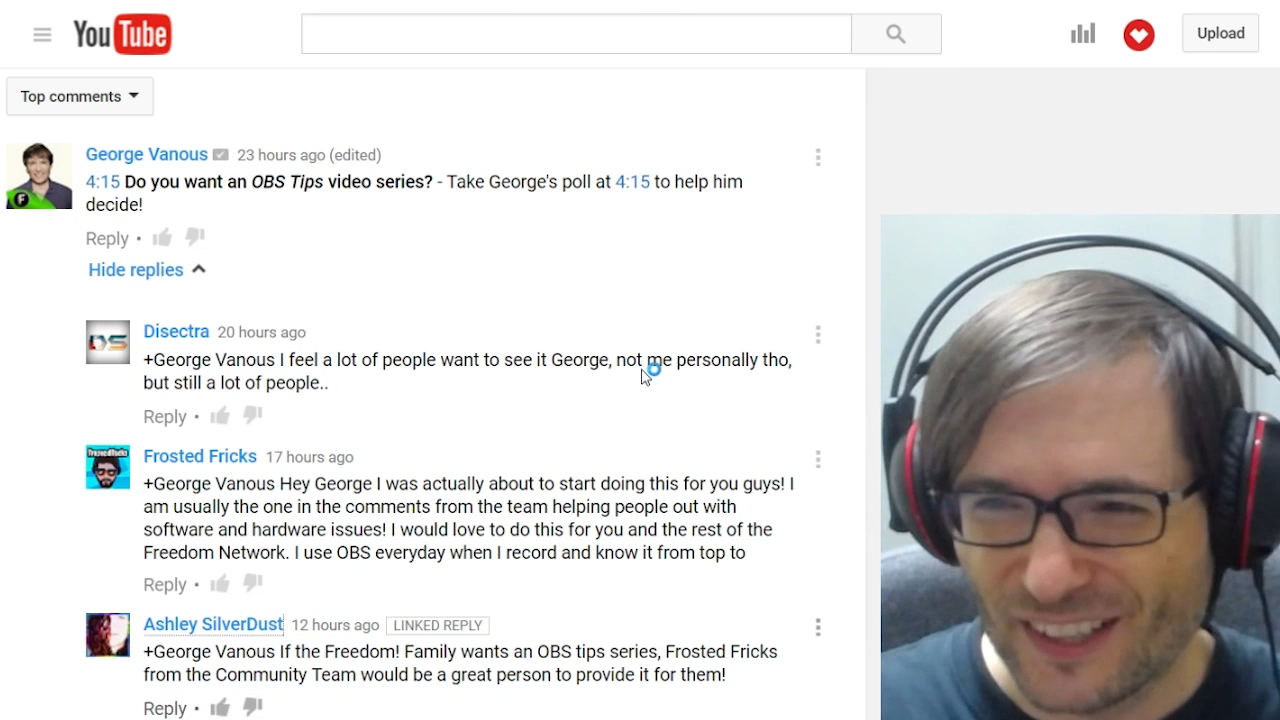 YouTube
Upload
Top comments
George Vanous 23 hours ago (edited)
4:15 Do you want an OBS Tips video series? - Take George's poll at 4:15 to help him
decide!
Reply •
Hide replies
DS
Disectra 20 hours ago
+George Vanous I feel a lot of people want to see it George, not me personally tho,
but still a lot of people..
Reply •
Frosted Fricks 17 hours ago
+George Vanous Hey George I was actually about to start doing this for you guys! I
am usually the one in the comments from the team helping people out with
software and hardware issues! I would love to do this for you and the rest of the
Freedom Network. I use OBS everyday when I record and know it from top to
Reply •
Ashley SilverDust 12 hours ago LINKED REPLY
+George Vanous If the Freedom! Family wants an OBS tips series, Frosted Fricks
from the Community Team would be a great person to provide it for them!
Reply •